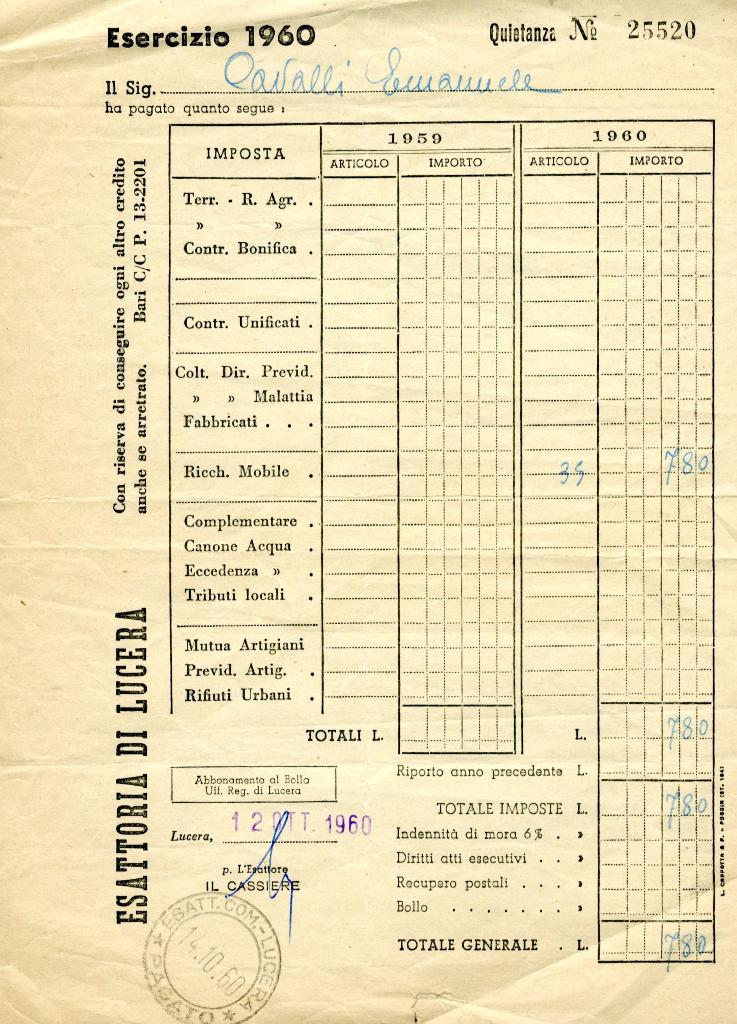 Esercizio 1960
Quietanza № 25520
Il Sig. Cavalli Emanuele
ha pagato quanto segue :
IMPOSTA 1959 1960
ARTICOLO IMPORTO ARTICOLO IMPORTO
Terr. - R. Agr. .
» »
Contr. Bonifica .
Contr. Unificati .
Colt. Dir. Previd.
» » Malattia
Fabbricati . . .
Ricch. Mobile . 35 780
Complementare .
Canone Acqua .
Eccedenza » .
Tributi locali .
Mutua Artigiani
Previd. Artig. .
Rifiuti Urbani .
TOTALI L. L. 780
Riporto anno precedente L.
TOTALE IMPOSTE L. 780
Indennità di mora 6% . »
Diritti atti esecutivi . . »
Recupero postali . . . »
Bollo . . . . . . . »
TOTALE GENERALE . L. 780
Abbonamento al Bollo
Uff. Reg. di Lucera
Lucera, 12 OTT. 1960
p. L'Esattore
IL CASSIERE
ESATT. COM-LUCERA
14.10.60
★ PAGATO ★
ESATTORIA DI LUCERA
Con riserva di conseguire ogni altro credito
anche se arretrato. Bari C/C P. 13-2201